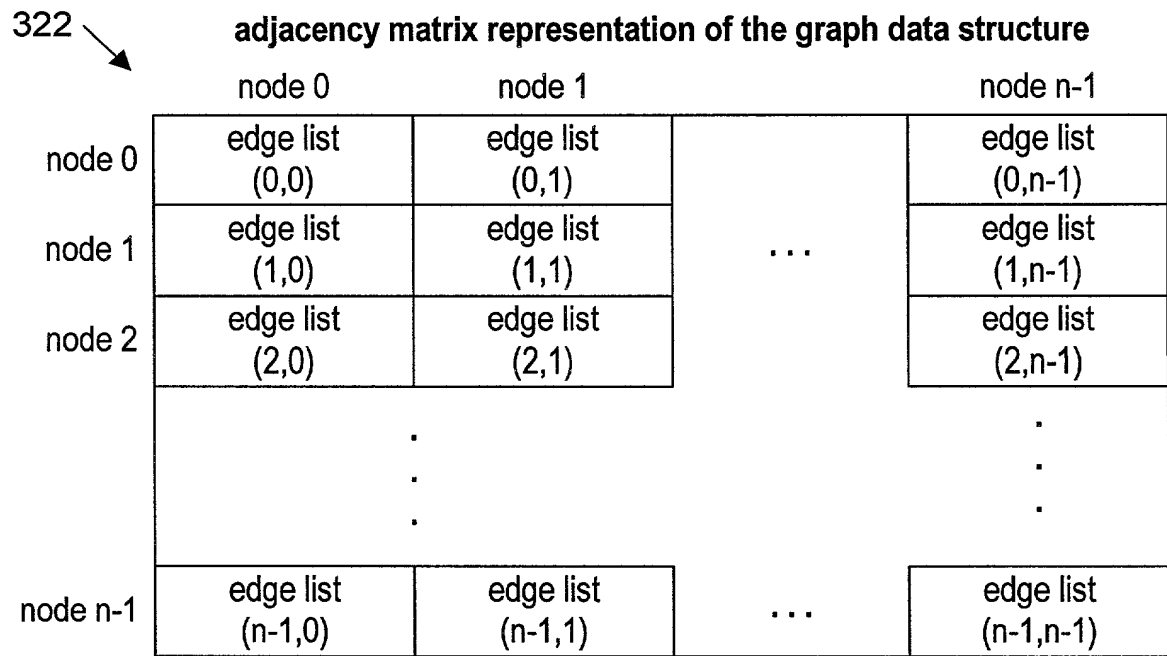 322 adjacency matrix representation of the graph data structure
node 0 node 1 node n-1
node 0 edge list edge list edge list
(0,0) (0,1) (0,n-1)
node 1 edge list edge list ... edge list
(1,0) (1,1) (1,n-1)
node 2 edge list edge list edge list
(2,0) (2,1) (2,n-1)
. .
. .
. .
node n-1 edge list edge list ... edge list
(n-1,0) (n-1,1) (n-1,n-1)